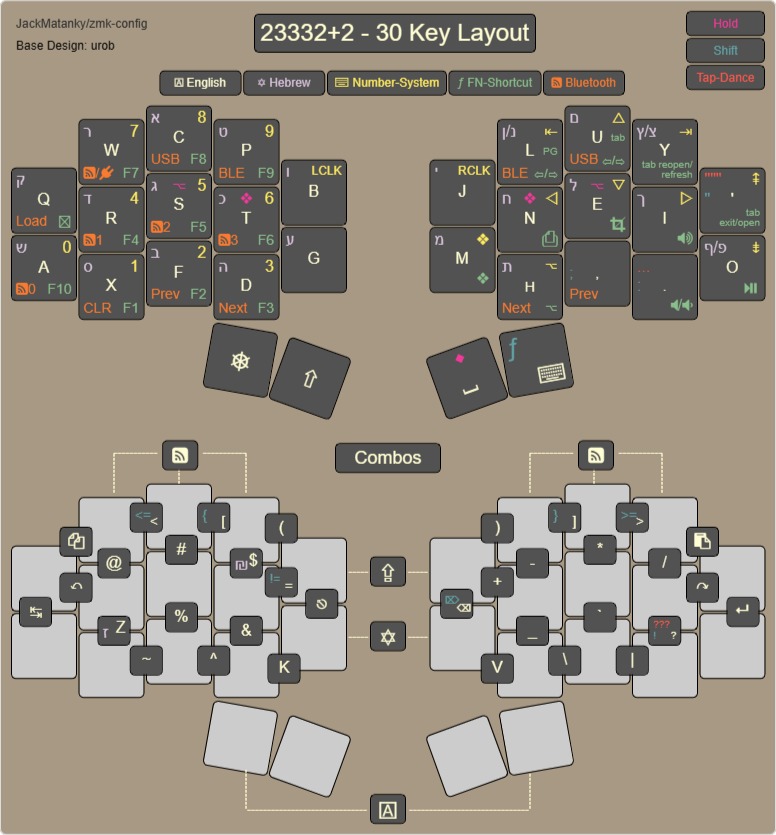 JackMatanky/zmk-config
Base Design: urob
23332+2 - 30 Key Layout
Hold
Shift
Tap-Dance
A English
Hebrew
Number-System
ƒ FN-Shortcut
Bluetooth
ק
Q
Load
ר 7
W
F7
א 8
C
USB F8
ט 9
P
BLE F9
ו LCLK
B
י RCLK
J
ן/נ
L PG
BLE ⇦/⇨
ם △
U tab
USB ⇦/⇨
ץ/צ
Y
tab reopen/
refresh
"""
" '
tab
exit/open
ש 0
A
0 F10
ד 4
R
1 F4
ג ⌥ 5
S
2 F5
כ 6
T
3 F6
ע
G
מ
M
ח ◁
N
ל ⌥ ▽
E
ך ▷
I
ף/פ
O
ס 1
X
CLR F1
ב 2
F
Prev F2
ה 3
D
Next F3
ת ⌥
H
Next ⌥
; ,
Prev
...
: .
ƒ
Combos
<= <
{ [
(
)
} ]
>= >
@
#
₪ $
-
*
/
!= =
+
ז Z
%
&
_
`
???
! ?
~
^
K
V
\
|
A